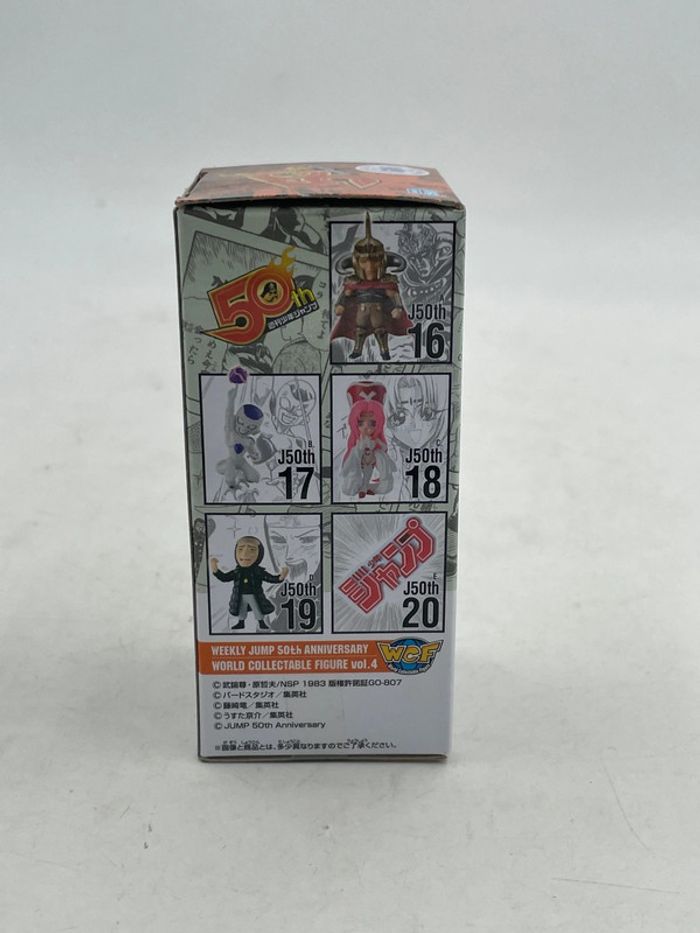 50th
週刊少年ジャンプ
J50th
16
B
J50th
17
C
J50th
18
D
J50th
19
少年
ジャンプ
E
J50th
20
WEEKLY JUMP 50th ANNIVERSARY
WORLD COLLECTABLE FIGURE vol.4
WCF
©武論尊・原哲夫/NSP 1983 版権許諾証GO-807
©バードスタジオ／集英社
©藤崎竜／集英社
©うすた京介／集英社
©JUMP 50th Anniversary
※画像と商品とは、多少異なりますのでご了承ください。